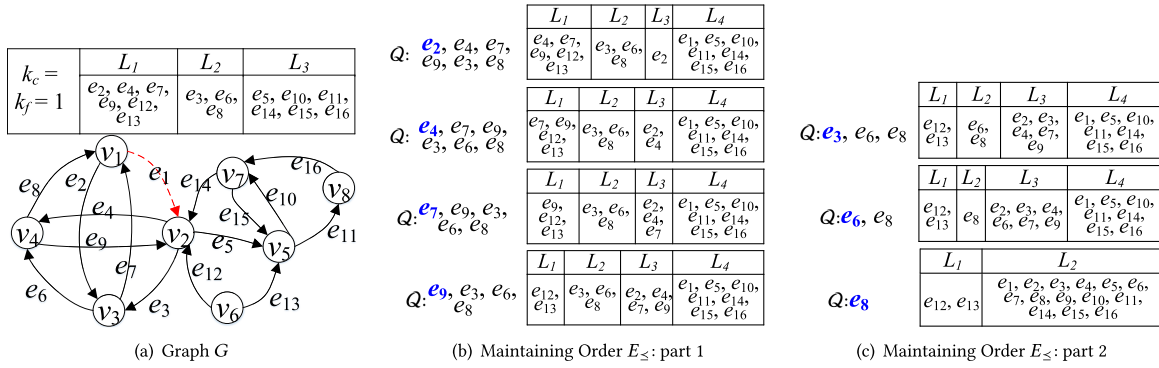 k_c =
k_f = 1
L_1 L_2 L_3
e_2, e_4, e_7,
e_9, e_12,
e_13
e_3, e_6,
e_8
e_5, e_10, e_11,
e_14, e_15, e_16
v_1
e_8
e_2
e_1
e_14
v_7
e_16
e_10
v_8
e_4
e_15
v_4
v_2
e_9
e_5
v_5
e_11
e_7
e_12
e_6
e_3
e_13
v_3
v_6
(a) Graph G
L_1 L_2 L_3 L_4
Q: e_2, e_4, e_7,
e_9, e_3, e_8
e_4, e_7,
e_9, e_12,
e_13
e_3, e_6,
e_8
e_2
e_1, e_5, e_10,
e_11, e_14,
e_15, e_16
L_1 L_2 L_3 L_4
Q: e_4, e_7, e_9,
e_3, e_6, e_8
e_7, e_9,
e_12,
e_13
e_3, e_6,
e_8
e_2,
e_4
e_1, e_5, e_10,
e_11, e_14,
e_15, e_16
L_1 L_2 L_3 L_4
Q: e_7, e_9, e_3,
e_6, e_8
e_9,
e_12,
e_13
e_3, e_6,
e_8
e_2,
e_4,
e_7
e_1, e_5, e_10,
e_11, e_14,
e_15, e_16
L_1 L_2 L_3 L_4
Q: e_9, e_3, e_6,
e_8
e_12,
e_13
e_3, e_6,
e_8
e_2, e_4,
e_7, e_9
e_1, e_5, e_10,
e_11, e_14,
e_15, e_16
(b) Maintaining Order E_≤: part 1
L_1 L_2 L_3 L_4
Q: e_3, e_6, e_8
e_12,
e_13
e_6,
e_8
e_2, e_3,
e_4, e_7,
e_9
e_1, e_5, e_10,
e_11, e_14,
e_15, e_16
L_1 L_2 L_3 L_4
Q: e_6, e_8
e_12,
e_13
e_8
e_2, e_3, e_4,
e_6, e_7, e_9
e_1, e_5, e_10,
e_11, e_14,
e_15, e_16
L_1 L_2
Q: e_8
e_12, e_13
e_1, e_2, e_3, e_4, e_5, e_6,
e_7, e_8, e_9, e_10, e_11,
e_14, e_15, e_16
(c) Maintaining Order E_≤: part 2